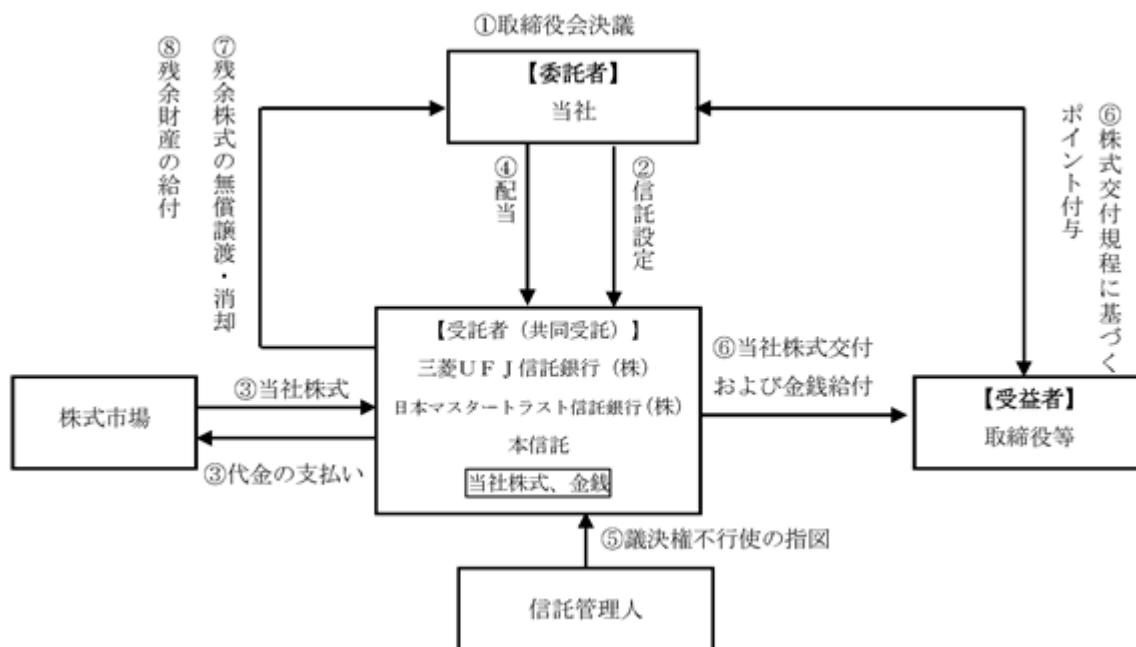 ①取締役会決議
⑧残余財産の給付
⑦残余株式の無償譲渡・消却
【委託者】
当社
④配当
②信託設定
⑥株式交付規程に基づく
ポイント付与
【受託者(共同受託)】
三菱UFJ信託銀行(株)
日本マスタートラスト信託銀行(株)
本信託
当社株式、金銭
株式市場
③当社株式
③代金の支払い
⑥当社株式交付
および金銭給付
【受益者】
取締役等
⑤議決権不行使の指図
信託管理人